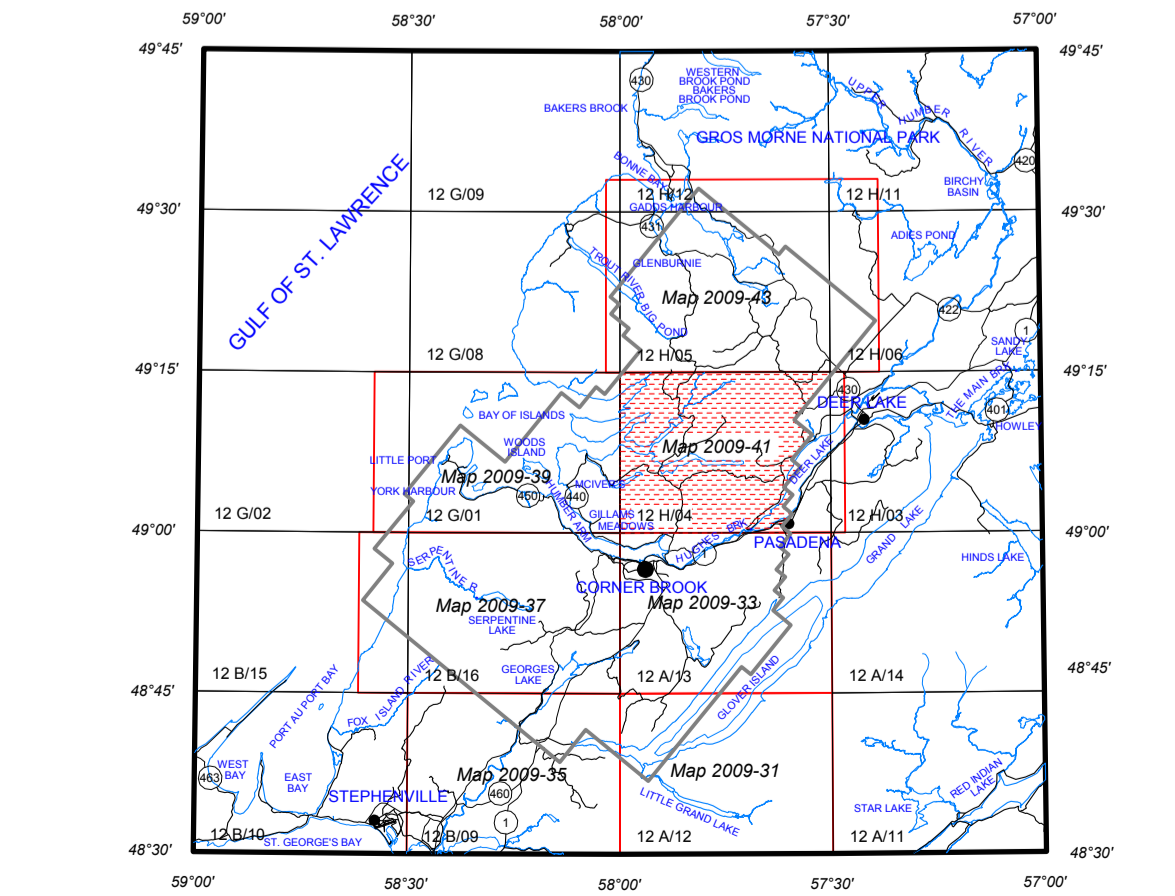 59°00'
58°30'
58°00'
57°30'
57°00'
49°45'
49°45'
430
WESTERN
BROOK POND
BAKERS
BROOK POND
BAKERS BROOK
UPPER HUMBER RIVER
GROS MORNE NATIONAL PARK
420
BONNE BAY
BIRCHY
BASIN
GULF OF ST. LAWRENCE
12 G/09
12 H/12
12 H/11
49°30'
49°30'
GADDS HARBOUR
431
ADIES POND
TROUT RIVER BIG POND
GLENBURNIE
Map 2009-43
422
1
SANDY
LAKE
12 G/08
12 H/05
12 H/06
49°15'
49°15'
THE MAIN BRK
430
DEER LAKE
401
HOWLEY
BAY OF ISLANDS
WOODS
ISLAND
Map 2009-41
DEER LAKE
LITTLE PORT
Map 2009-39
YORK HARBOUR
450
440
MCIVERS
HUMBER ARM
GILLAMS
MEADOWS
12 G/02
12 G/01
12 H/04
12 H/03
49°00'
49°00'
HUGHES BRK
PASADENA
GRAND LAKE
HINDS LAKE
SERPENTINE R
1
CORNER BROOK
Map 2009-37
Map 2009-33
SERPENTINE
LAKE
12 B/15
12 B/16
GEORGES
LAKE
12 A/13
12 A/14
48°45'
48°45'
PORT AU PORT BAY
FOX ISLAND RIVER
GLOVER ISLAND
463
WEST
BAY
EAST
BAY
Map 2009-35
Map 2009-31
RED INDIAN
LAKE
STEPHENVILLE
460
LITTLE GRAND LAKE
STAR LAKE
1
12 B/10
ST. GEORGE'S BAY
12 B/09
12 A/12
12 A/11
48°30'
48°30'
59°00'
58°30'
58°00'
57°30'
57°00'